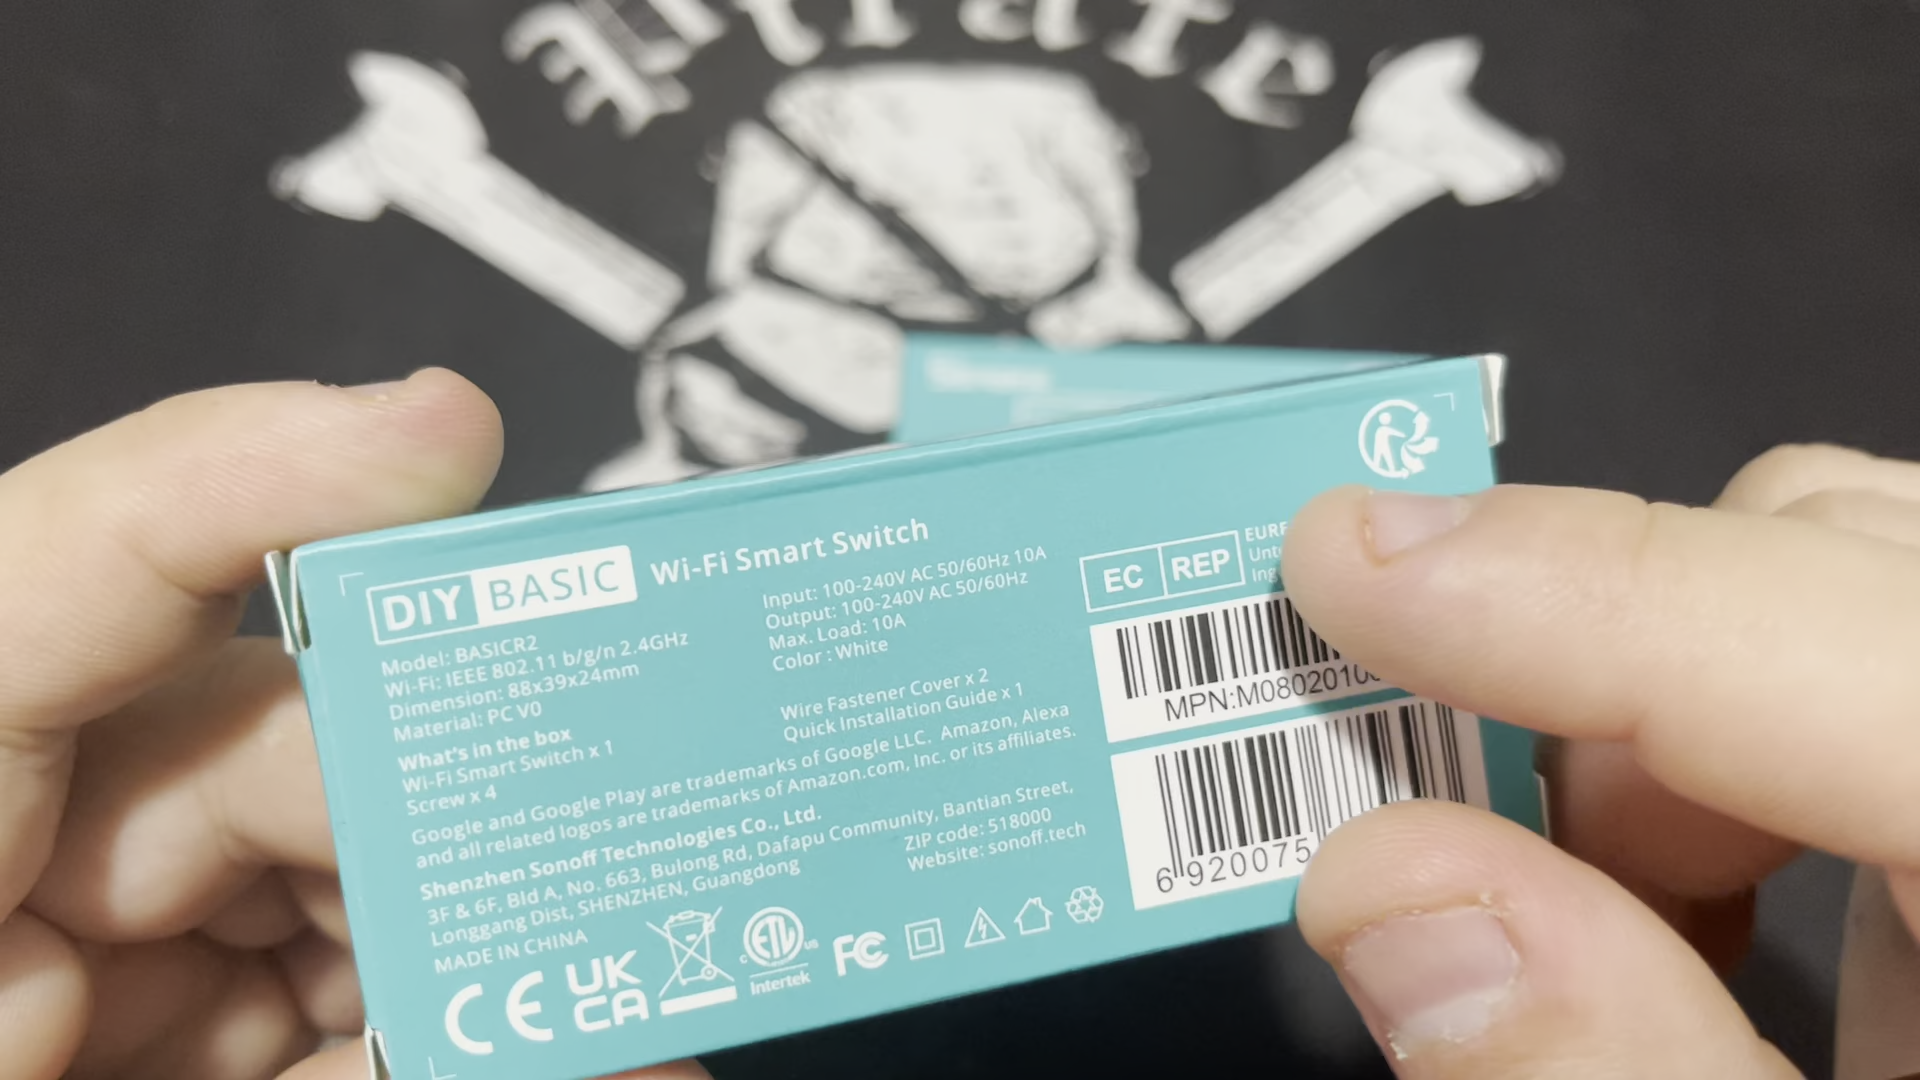 DIY BASIC Wi-Fi Smart Switch
Model: BASICR2
Wi-Fi: IEEE 802.11 b/g/n 2.4GHz
Dimension: 88x39x24mm
Material: PC V0
Input: 100-240V AC 50/60Hz 10A
Output: 100-240V AC 50/60Hz
Max. Load: 10A
Color : White
What's in the box
Wi-Fi Smart Switch x 1
Screw x 4
Wire Fastener Cover x 2
Quick Installation Guide x 1
Google and Google Play are trademarks of Google LLC. Amazon, Alexa
and all related logos are trademarks of Amazon.com, Inc. or its affiliates.
Shenzhen Sonoff Technologies Co., Ltd.
3F & 6F, Bld A, No. 663, Bulong Rd, Dafapu Community, Bantian Street,
Longgang Dist, SHENZHEN, Guangdong
ZIP code: 518000
Website: sonoff.tech
MADE IN CHINA
CE
UK
CA
C ETL US
Intertek
FC
EC REP
MPN:M0802010
6 920075